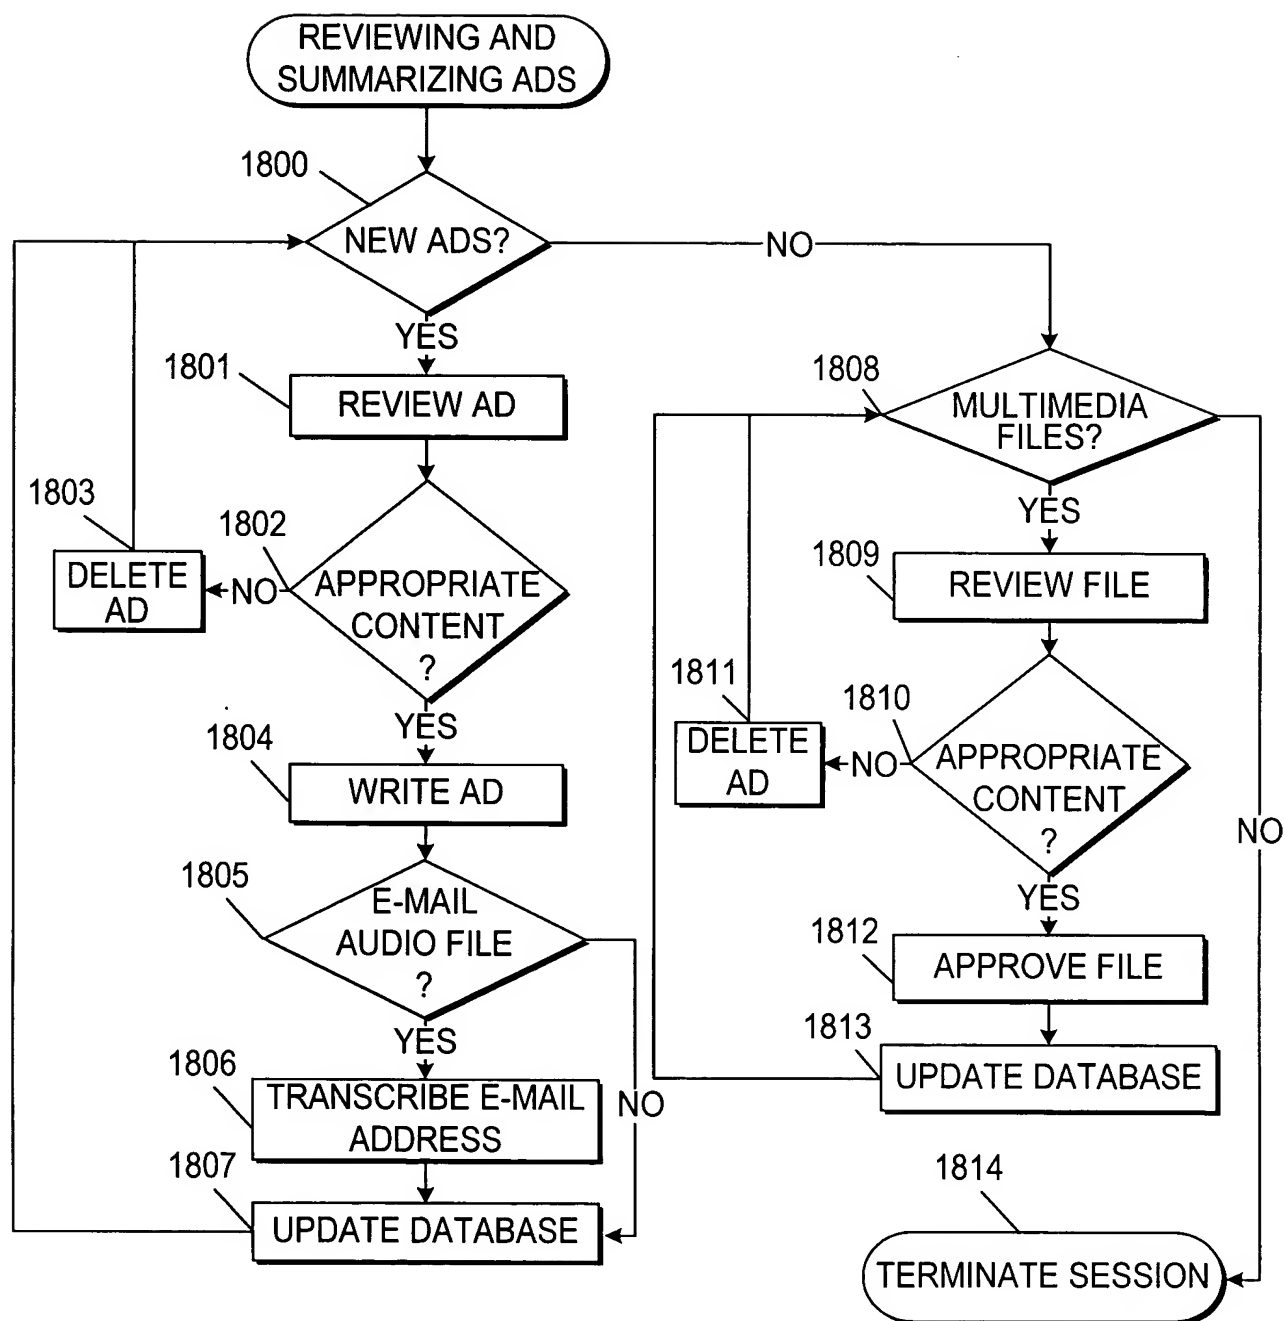 REVIEWING AND
SUMMARIZING ADS
1800
NEW ADS?
NO
YES
1801
REVIEW AD
1803
1802
DELETE
AD
NO
APPROPRIATE
CONTENT
?
YES
1804
WRITE AD
1805
E-MAIL
AUDIO FILE
?
YES
NO
1806
TRANSCRIBE E-MAIL
ADDRESS
1807
UPDATE DATABASE
1808
MULTIMEDIA
FILES?
YES
NO
1809
REVIEW FILE
1811
1810
DELETE
AD
NO
APPROPRIATE
CONTENT
?
YES
1812
APPROVE FILE
1813
UPDATE DATABASE
1814
TERMINATE SESSION